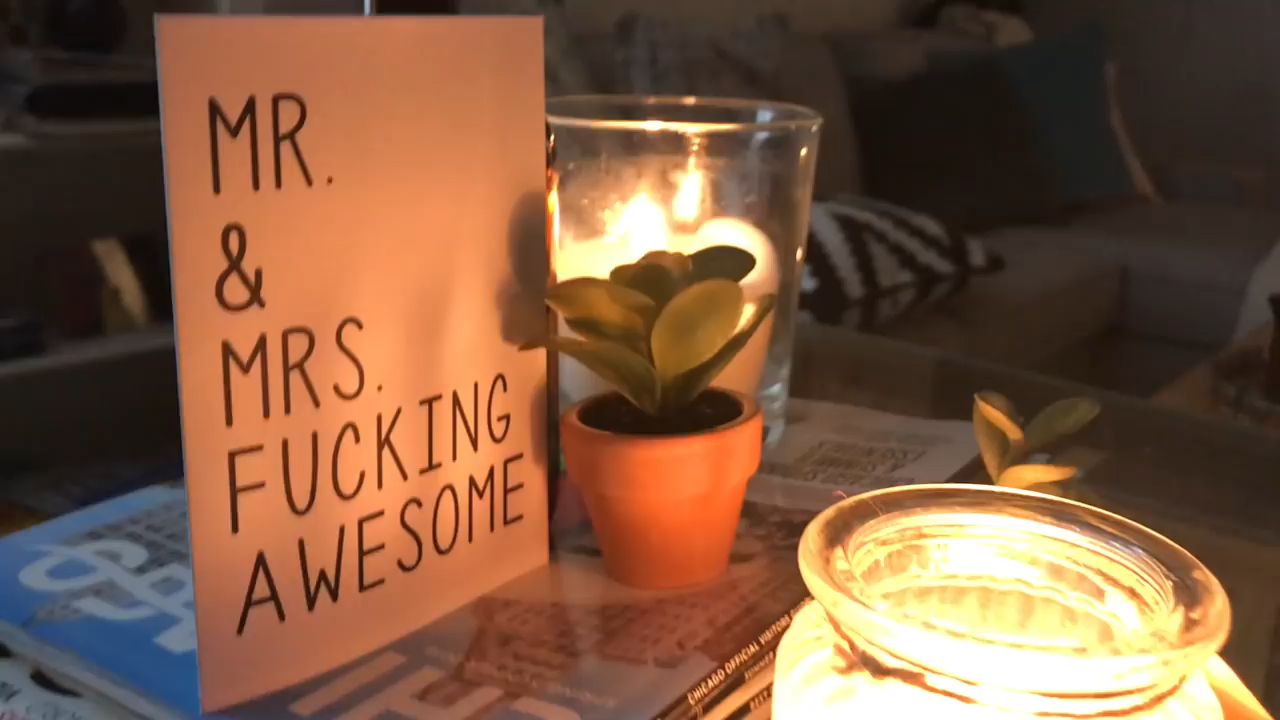 MR.
&
MRS.
FUCKING
AWESOME
CHICAGO OFFICIAL VISITORS